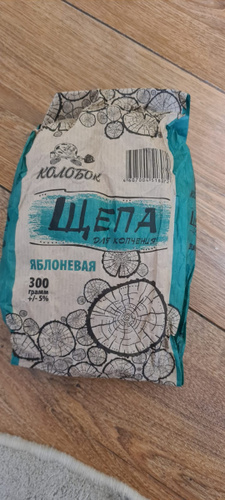 КОЛОБОК
ЩЕПА
ДЛЯ КОПЧЕНИЯ
ЯБЛОНЕВАЯ
300
грамм
+/- 5%